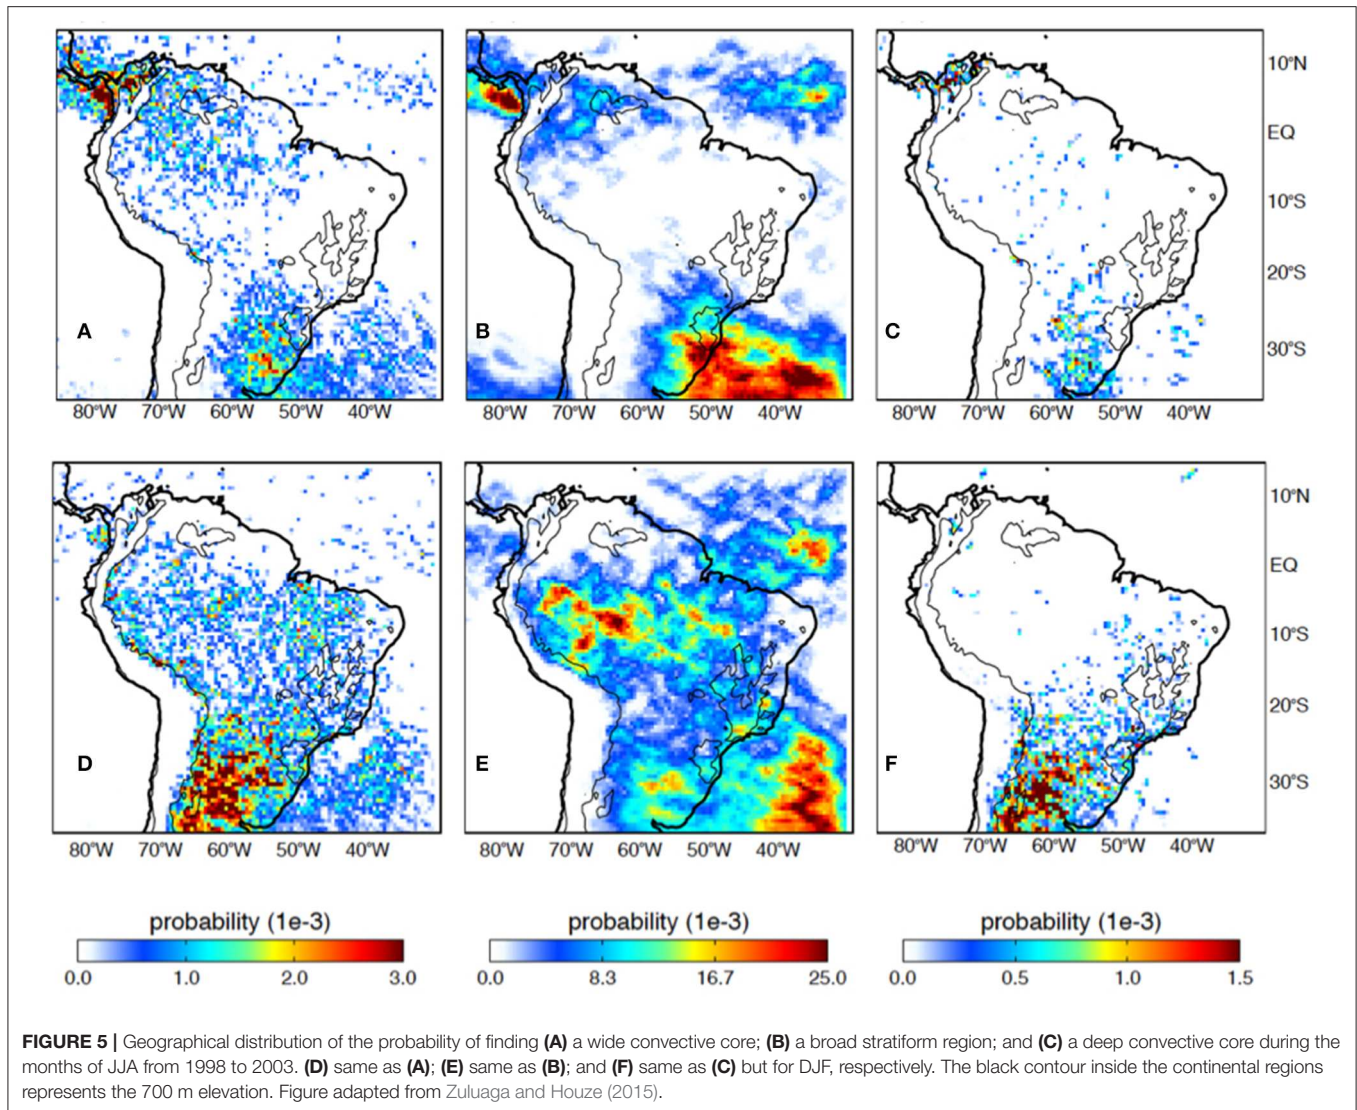 A
B
C
10°N
EQ
10°S
20°S
30°S
80°W 70°W 60°W 50°W 40°W
80°W 70°W 60°W 50°W 40°W
80°W 70°W 60°W 50°W 40°W
D
E
F
10°N
EQ
10°S
20°S
30°S
80°W 70°W 60°W 50°W 40°W
80°W 70°W 60°W 50°W 40°W
80°W 70°W 60°W 50°W 40°W
probability (1e-3)
0.0 1.0 2.0 3.0
probability (1e-3)
0.0 8.3 16.7 25.0
probability (1e-3)
0.0 0.5 1.0 1.5
FIGURE 5 | Geographical distribution of the probability of finding (A) a wide convective core; (B) a broad stratiform region; and (C) a deep convective core during the
months of JJA from 1998 to 2003. (D) same as (A); (E) same as (B); and (F) same as (C) but for DJF, respectively. The black contour inside the continental regions
represents the 700 m elevation. Figure adapted from Zuluaga and Houze (2015).